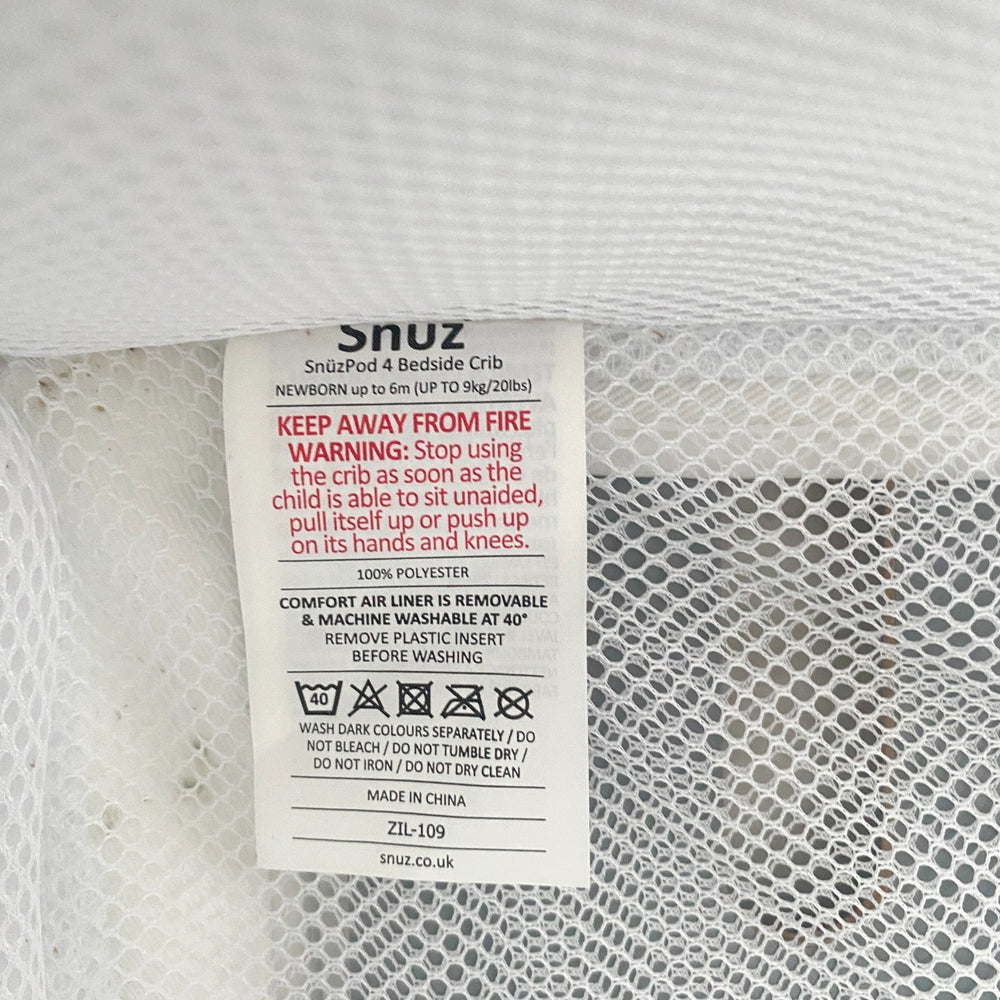 Snüz
SnüzPod 4 Bedside Crib
NEWBORN up to 6m (UP TO 9kg/20lbs)
KEEP AWAY FROM FIRE
WARNING: Stop using
the crib as soon as the
child is able to sit unaided,
pull itself up or push up
on its hands and knees.
100% POLYESTER
COMFORT AIR LINER IS REMOVABLE
& MACHINE WASHABLE AT 40°
REMOVE PLASTIC INSERT
BEFORE WASHING
40
WASH DARK COLOURS SEPARATELY / DO
NOT BLEACH / DO NOT TUMBLE DRY /
DO NOT IRON / DO NOT DRY CLEAN
MADE IN CHINA
ZIL-109
snuz.co.uk